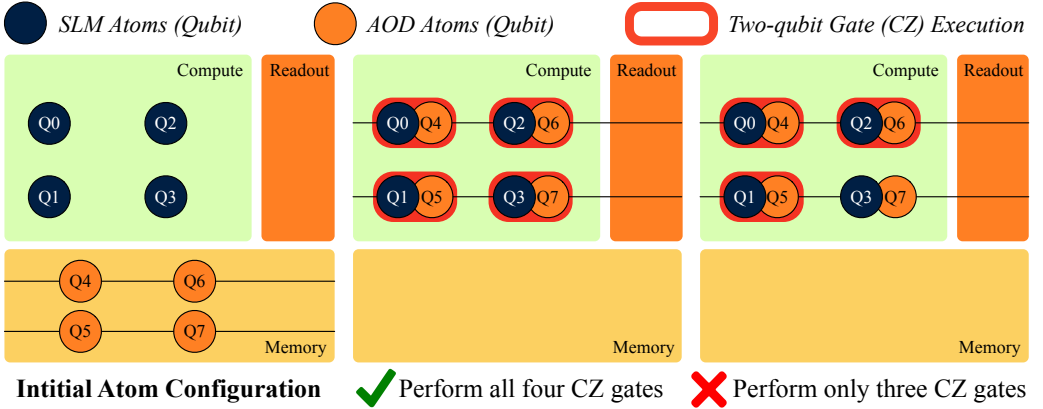 SLM Atoms (Qubit) AOD Atoms (Qubit) Two-qubit Gate (CZ) Execution
Compute Readout Compute Readout Compute Readout
Q0 Q2 Q0 Q4 Q2 Q6 Q0 Q4 Q2 Q6
Q1 Q3 Q1 Q5 Q3 Q7 Q1 Q5 Q3 Q7
Q4 Q6
Q5 Q7
Memory Memory Memory
Intitial Atom Configuration Perform all four CZ gates Perform only three CZ gates